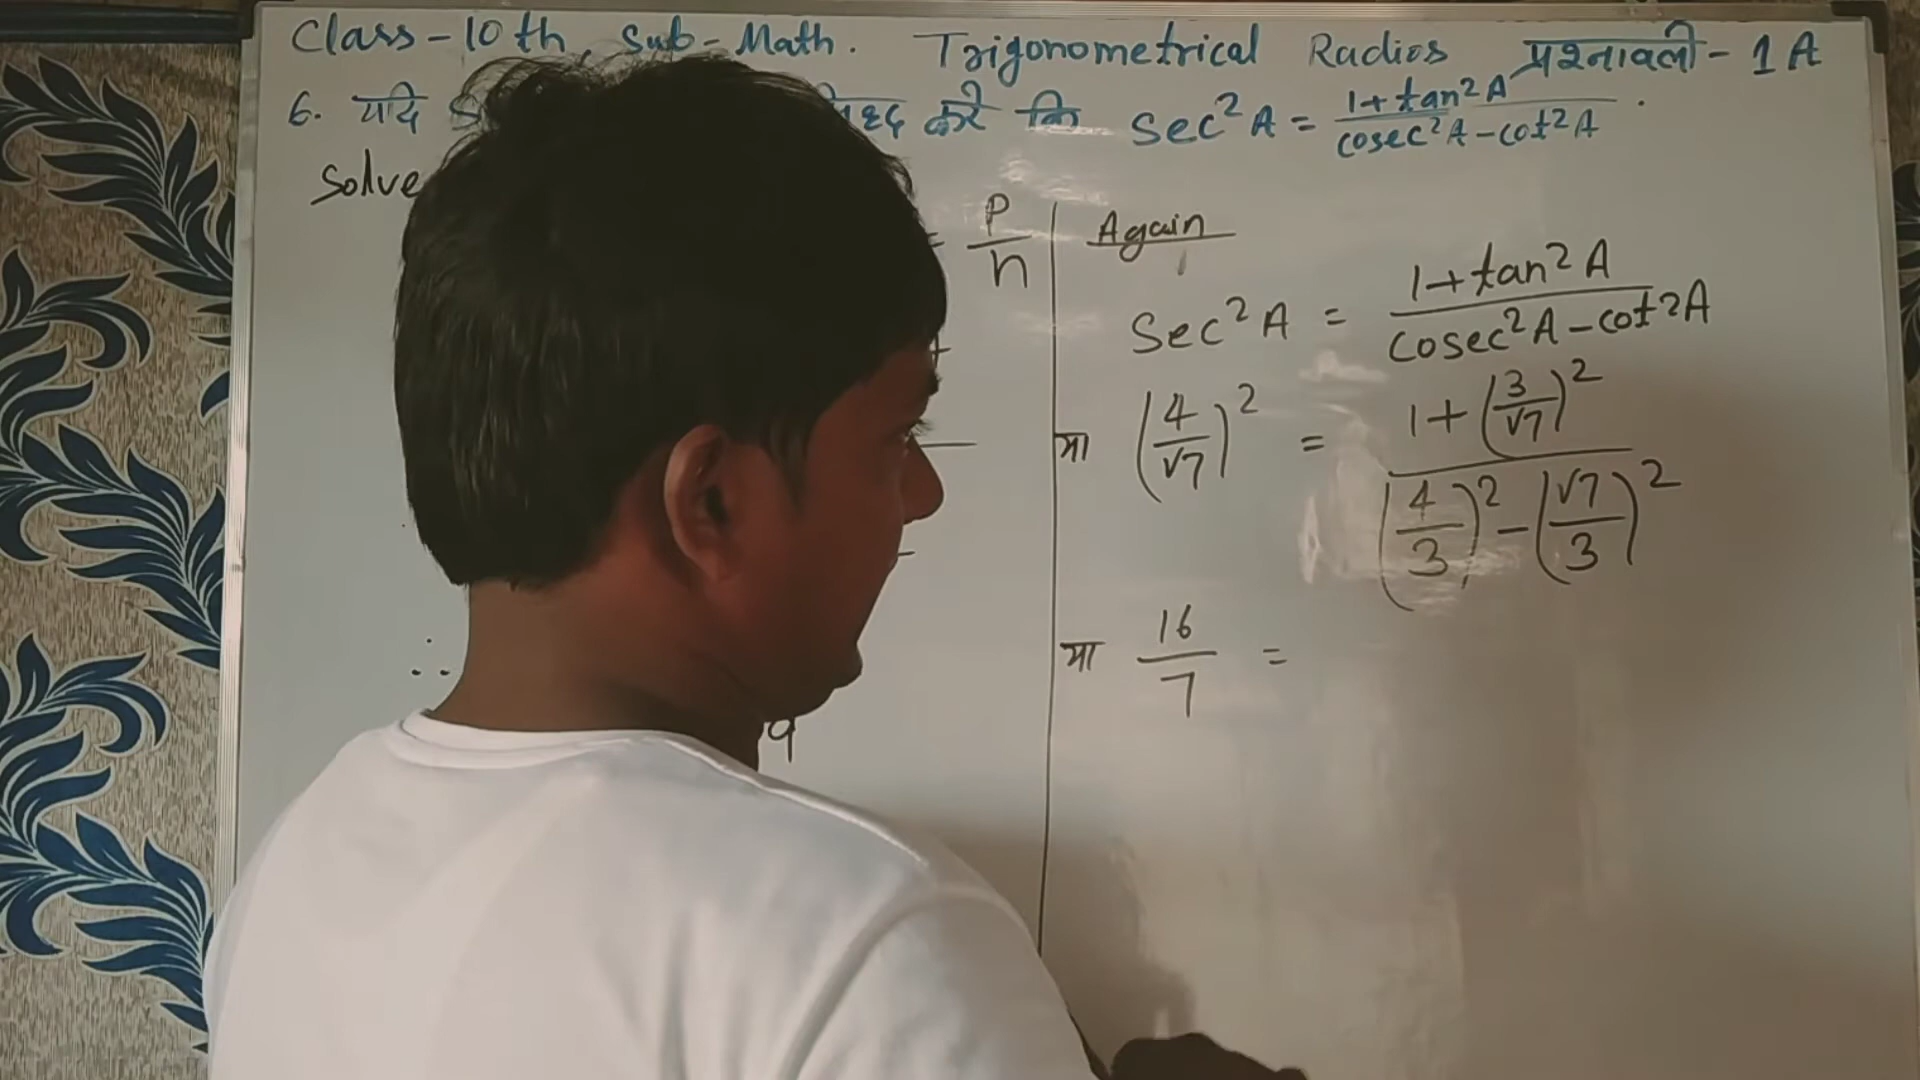 Class-10th, Sub-Math. Trigonometrical Radios प्रश्नावली-1A
6. यदि सिद्ध करें कि Sec²A = (1+tan²A)/(cosec²A-cot²A).
Solve
P/h
Again
Sec²A = (1+tan²A)/(cosec²A-cot²A)
या (4/√7)² = (1+(3/√7)²)/((4/3)²-(√7/3)²)
या 16/7 =
∴
9